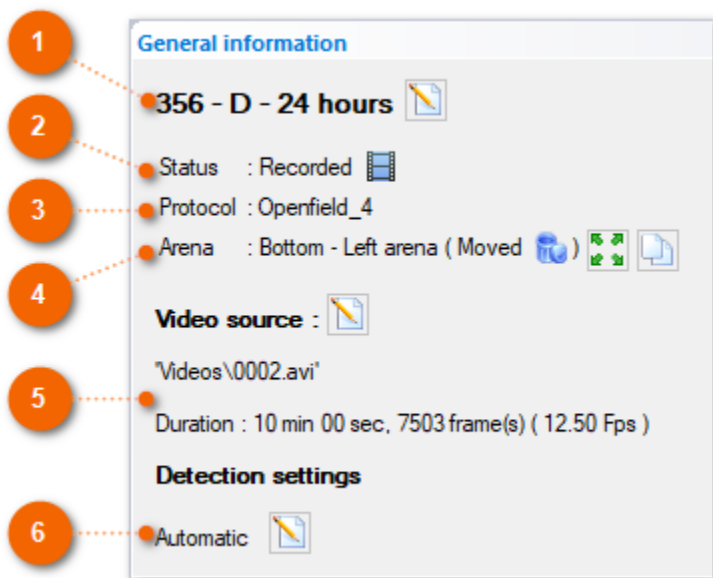 General information
1
356 - D - 24 hours
2
Status : Recorded
3
Protocol : Openfield_4
4
Arena : Bottom - Left arena ( Moved )
Video source :
'Videos\0002.avi'
5
Duration : 10 min 00 sec, 7503 frame(s) ( 12.50 Fps )
Detection settings
6
Automatic